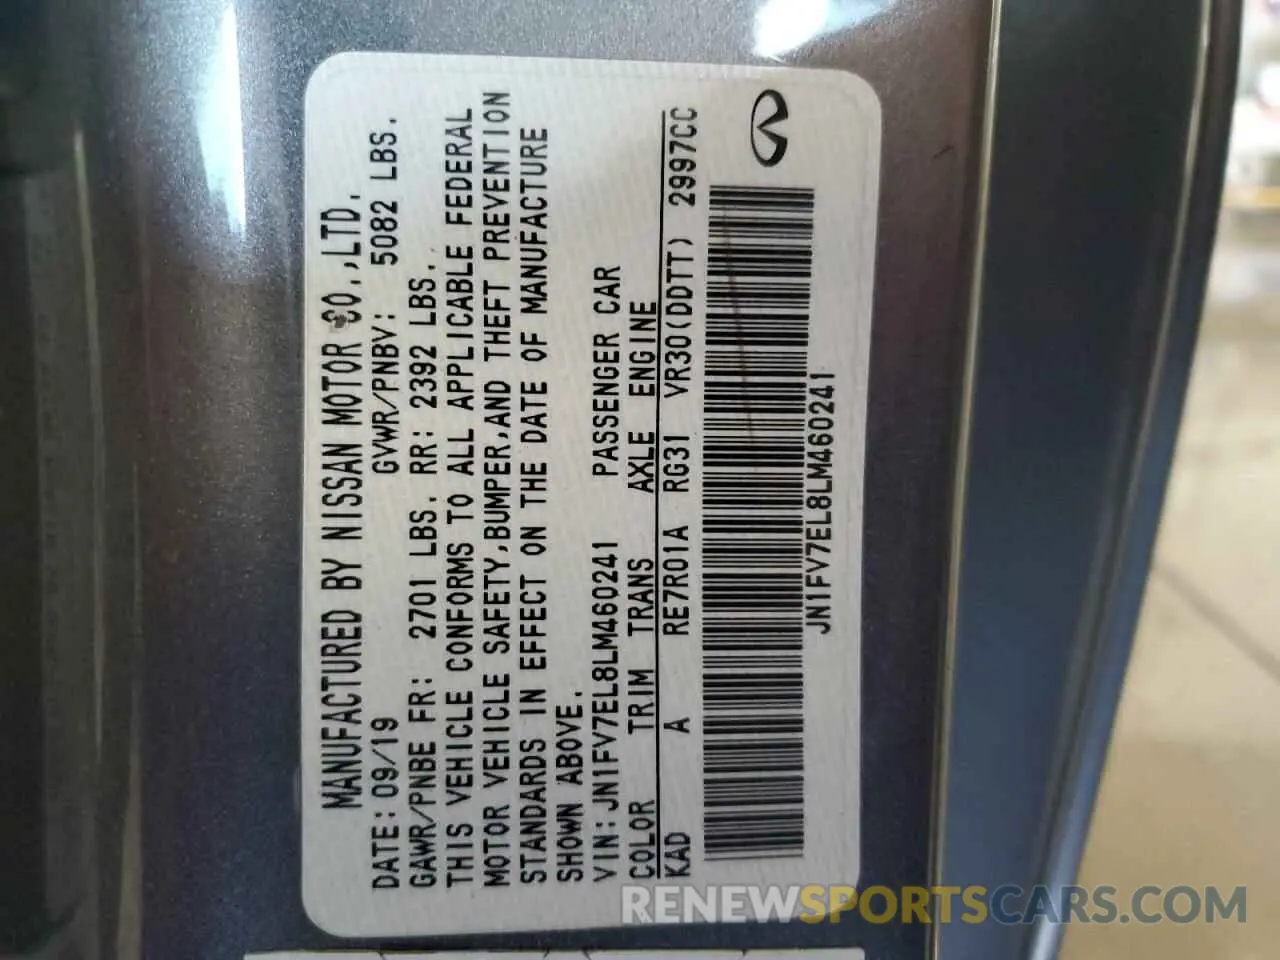 MANUFACTURED BY NISSAN MOTOR CO.,LTD.
DATE: 09/19 GVWR/PNBV: 5082 LBS.
GAWR/PNBE FR: 2701 LBS. RR: 2392 LBS.
THIS VEHICLE CONFORMS TO ALL APPLICABLE FEDERAL
MOTOR VEHICLE SAFETY,BUMPER,AND THEFT PREVENTION
STANDARDS IN EFFECT ON THE DATE OF MANUFACTURE
SHOWN ABOVE.
VIN:JN1FV7EL8LM460241 PASSENGER CAR
COLOR TRIM TRANS AXLE ENGINE
KAD A RE7R01A RG31 VR30(DDTT) 2997CC
JN1FV7EL8LM460241
RENEWSPORTSCARS.COM